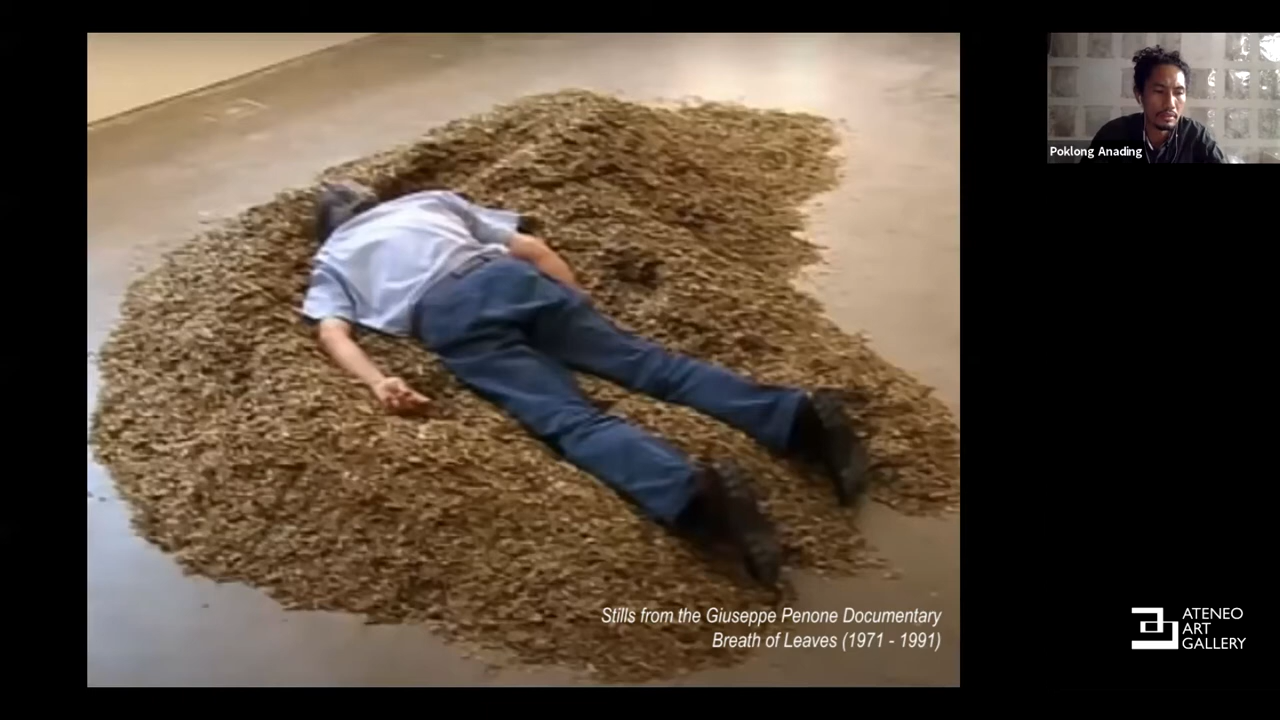 Poklong Anading
Stills from the Giuseppe Penone Documentary
Breath of Leaves (1971 - 1991)
ATENEO
ART
GALLERY